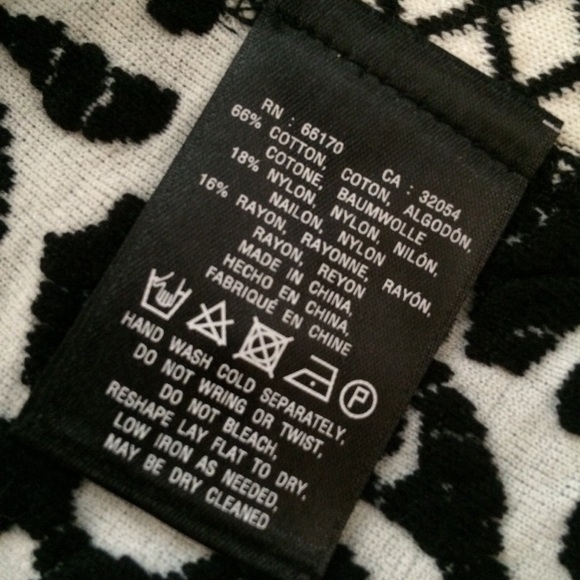 RN : 66170 CA : 32054
66% COTTON, COTON, ALGODÓN,
COTONE, BAUMWOLLE
18% NYLON, NYLON, NILÓN,
NAILON, NYLON
16% RAYON, RAYONNE, RAYÓN,
RAYON, REYON
MADE IN CHINA,
HECHO EN CHINA,
FABRIQUÉ EN CHINE
P
HAND WASH COLD SEPARATELY.
DO NOT WRING OR TWIST,
DO NOT BLEACH,
RESHAPE LAY FLAT TO DRY,
LOW IRON AS NEEDED,
MAY BE DRY CLEANED